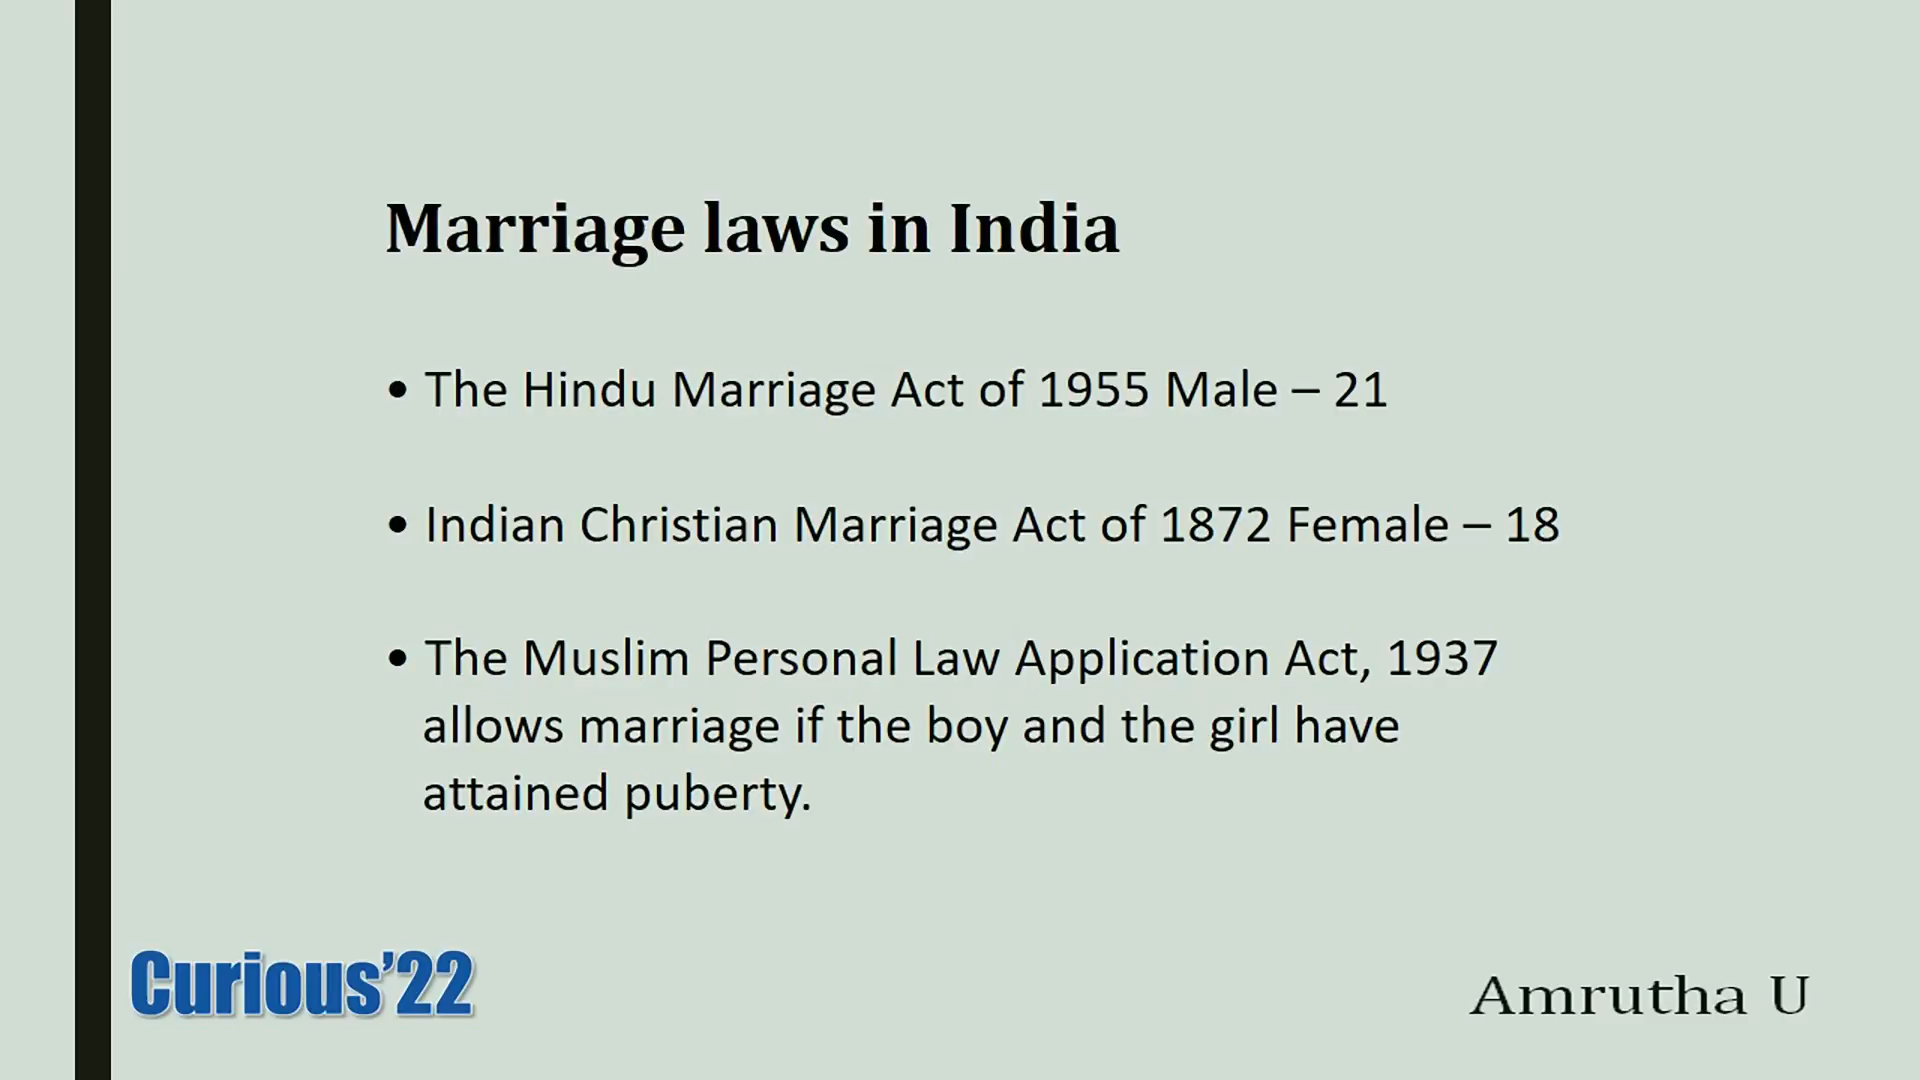 Marriage laws in India
• The Hindu Marriage Act of 1955 Male – 21
• Indian Christian Marriage Act of 1872 Female – 18
• The Muslim Personal Law Application Act, 1937
allows marriage if the boy and the girl have
attained puberty.
Curious’22
Amrutha U